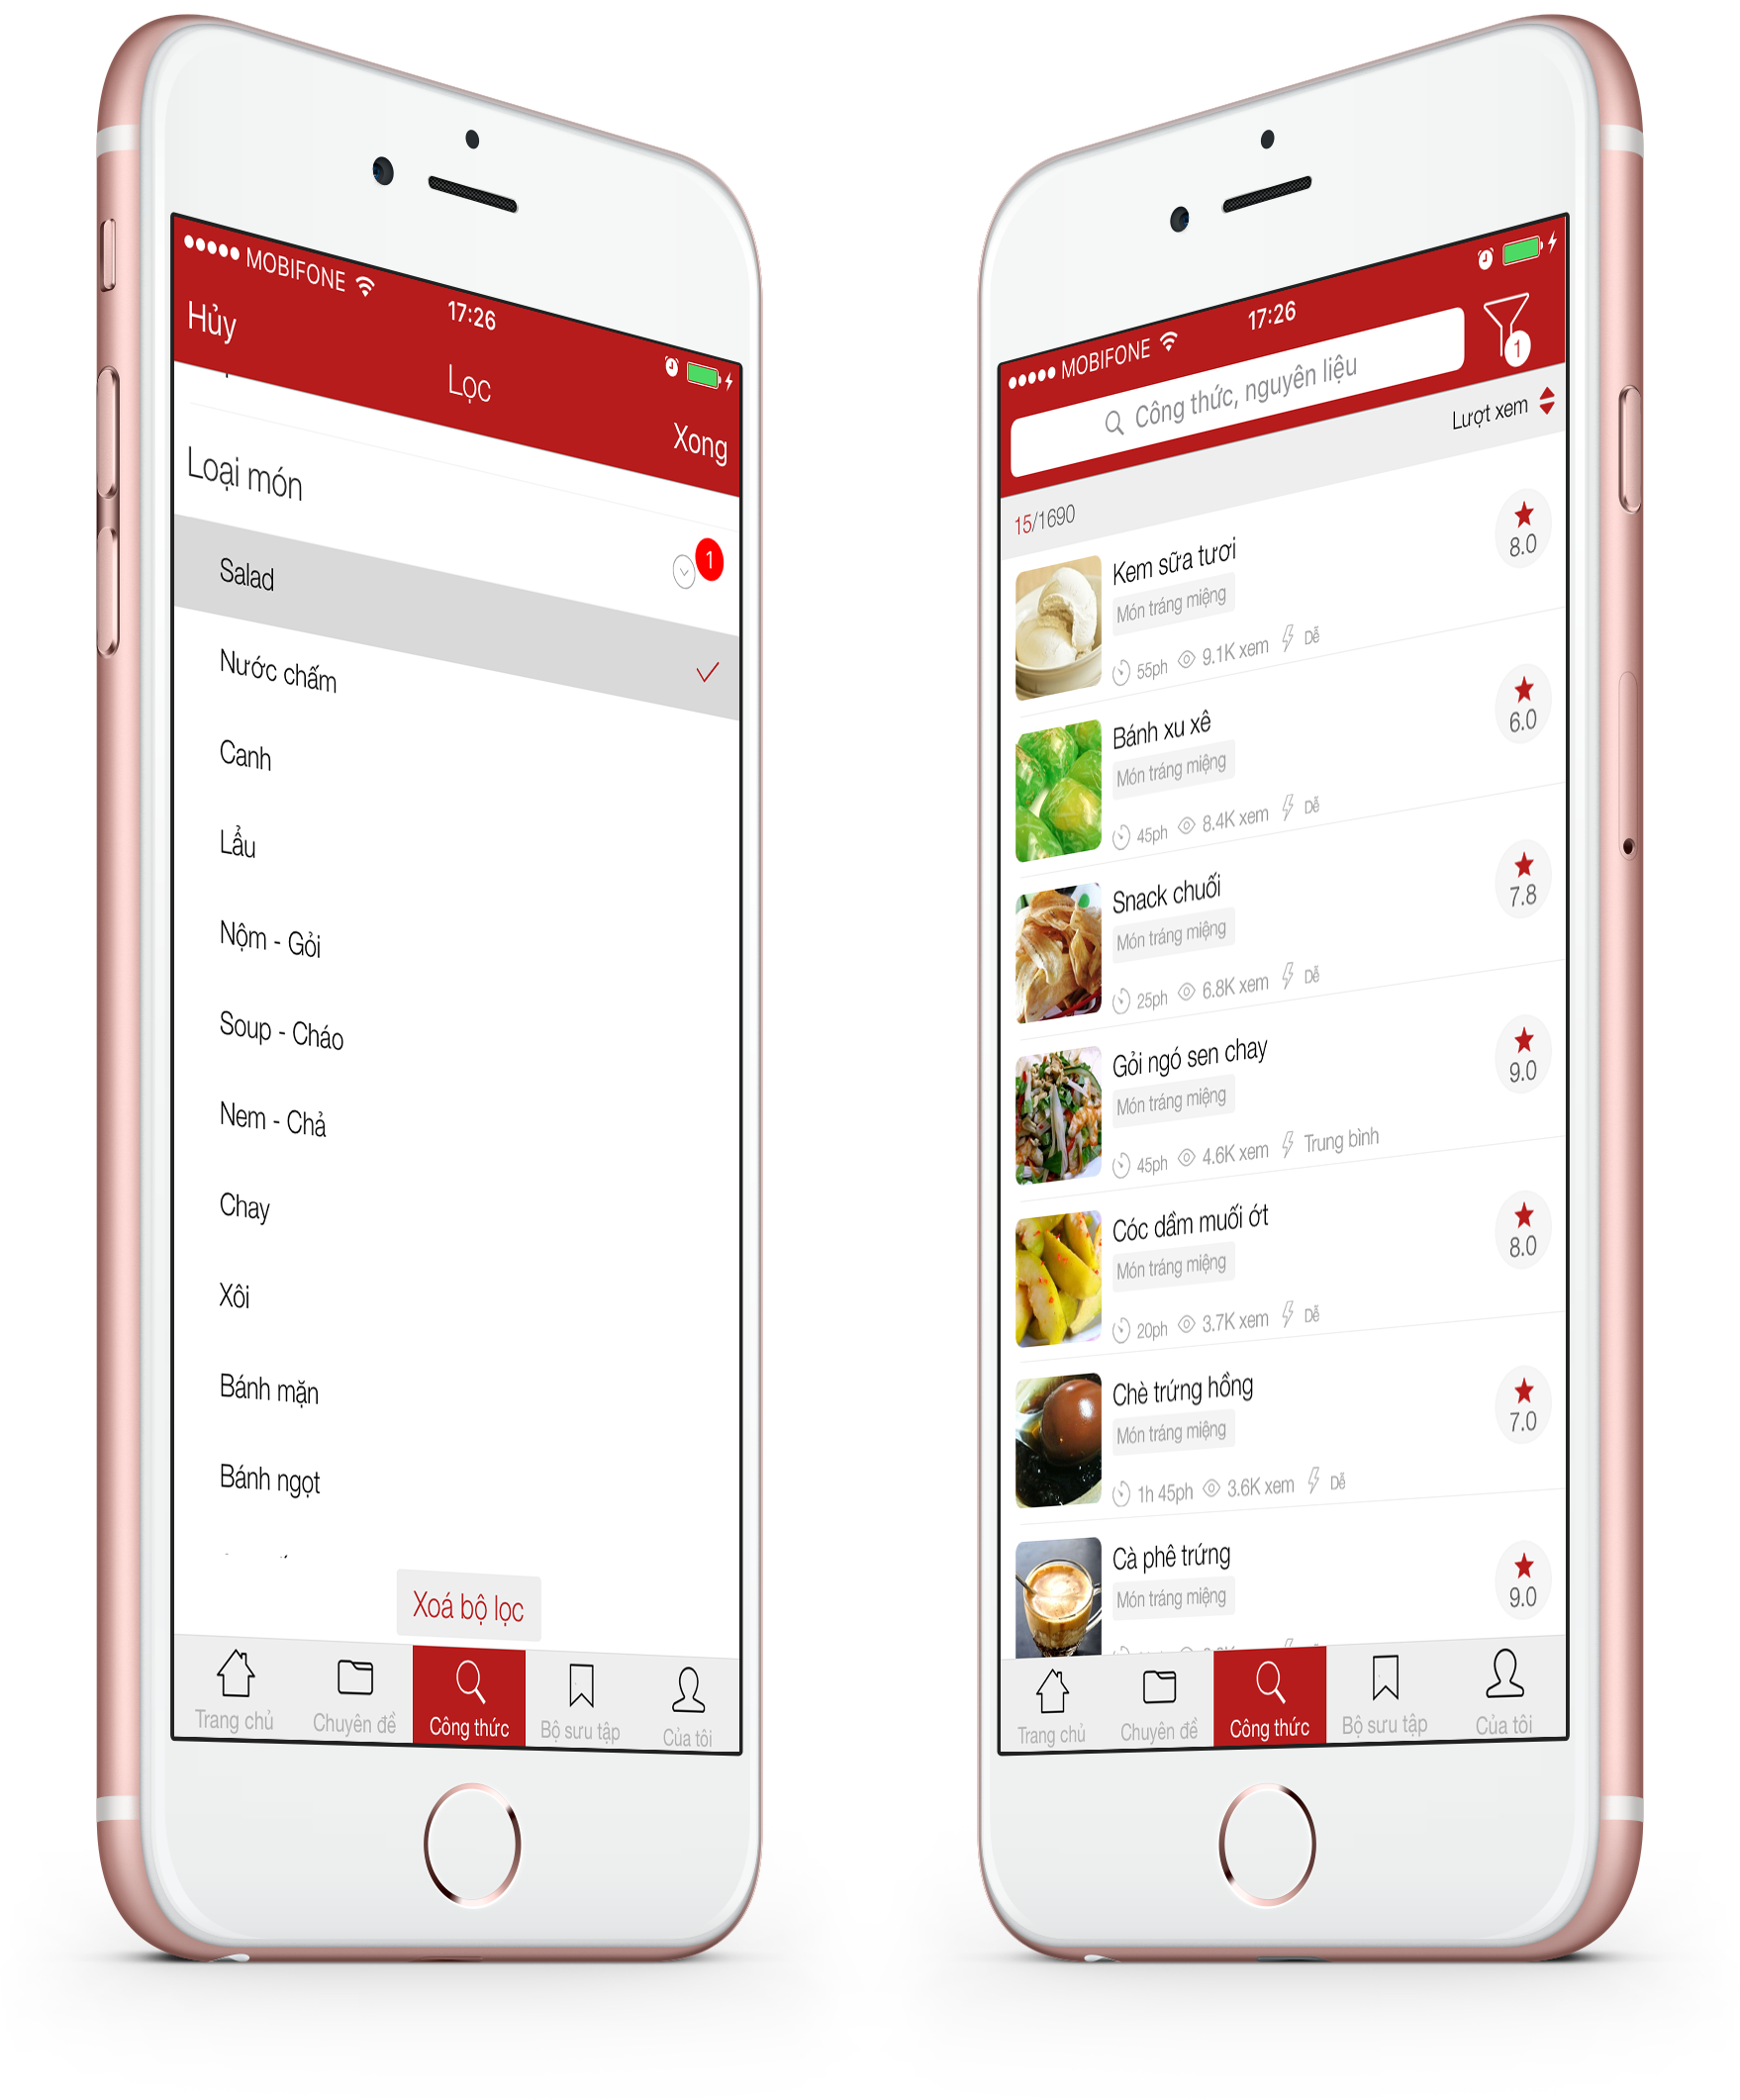 MOBIFONE
17:26
Hủy
Lọc
Xong
Loại món
1
Salad
Nước chấm
Canh
Lẩu
Nộm - Gỏi
Soup - Cháo
Nem - Chả
Chay
Xôi
Bánh mặn
Bánh ngọt
Xoá bộ lọc
Trang chủ
Chuyên đề
Công thức
Bộ sưu tập
Của tôi
MOBIFONE
17:26
Công thức, nguyên liệu
1
Lượt xem
15/1690
Kem sữa tươi
8.0
Món tráng miệng
55ph 9.1K xem Dễ
Bánh xu xê
6.0
Món tráng miệng
45ph 8.4K xem Dễ
Snack chuối
7.8
Món tráng miệng
25ph 6.8K xem Dễ
Gỏi ngó sen chay
9.0
Món tráng miệng
45ph 4.6K xem Trung bình
Cóc dầm muối ớt
8.0
Món tráng miệng
20ph 3.7K xem Dễ
Chè trứng hồng
7.0
Món tráng miệng
1h 45ph 3.6K xem Dễ
Cà phê trứng
9.0
Món tráng miệng
Trang chủ
Chuyên đề
Công thức
Bộ sưu tập
Của tôi